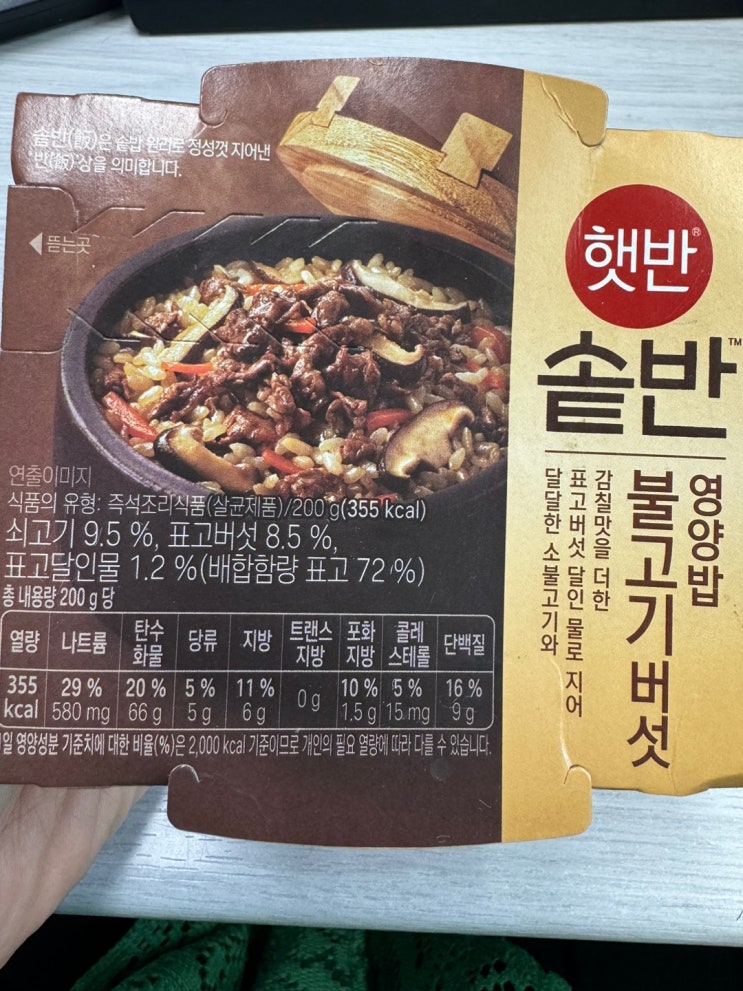 솥반(飯)은 솥밥 원리로 정성껏 지어낸
'반(飯)'상을 의미합니다.
◀ 뜯는곳
햇반®
솥반™
영양밥
불고기버섯
감칠맛을 더한
표고버섯 달인 물로 지어
달달한 소불고기와
연출이미지
식품의 유형: 즉석조리식품(살균제품)/200 g(355 kcal)
쇠고기 9.5 %, 표고버섯 8.5 %,
표고달인물 1.2 %(배합함량 표고 72 %)
총 내용량 200 g 당
열량 나트륨 탄수화물 당류 지방 트랜스지방 포화지방 콜레스테롤 단백질
355 kcal 29 % 20 % 5 % 11 % 0 g 10 % 5 % 16 %
580 mg 66 g 5 g 6 g 1.5 g 15 mg 9 g
1일 영양성분 기준치에 대한 비율(%)은 2,000 kcal 기준이므로 개인의 필요 열량에 따라 다를 수 있습니다.